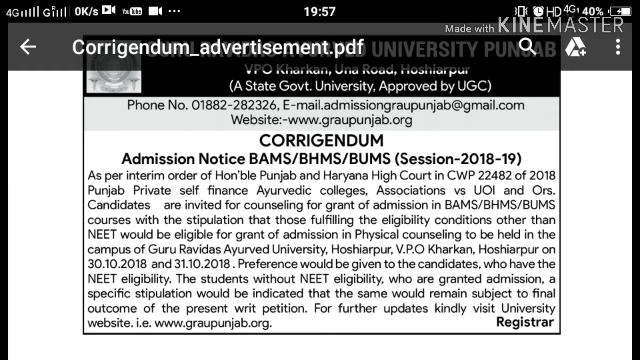 4G G 0K/s You Tube ... 19:57 HD 4G 40%
Made with KINEMASTER
Corrigendum_advertisement.pdf
UNIVERSITY PUNJAB
VPO Kharkan, Una Road, Hoshiarpur
(A State Govt. University, Approved by UGC)
Phone No. 01882-282326, E-mail.admissiongraupunjab@gmail.com
Website:-www.graupunjab.org
CORRIGENDUM
Admission Notice BAMS/BHMS/BUMS (Session-2018-19)
As per interim order of Hon'ble Punjab and Haryana High Court in CWP 22482 of 2018
Punjab Private self finance Ayurvedic colleges, Associations vs UOI and Ors.
Candidates are invited for counseling for grant of admission in BAMS/BHMS/BUMS
courses with the stipulation that those fulfilling the eligibility conditions other than
NEET would be eligible for grant of admission in Physical counseling to be held in the
campus of Guru Ravidas Ayurved University, Hoshiarpur, V.P.O Kharkan, Hoshiarpur on
30.10.2018 and 31.10.2018. Preference would be given to the candidates, who have the
NEET eligibility. The students without NEET eligibility, who are granted admission, a
specific stipulation would be indicated that the same would remain subject to final
outcome of the present writ petition. For further updates kindly visit University
website. i.e. www.graupunjab.org. Registrar